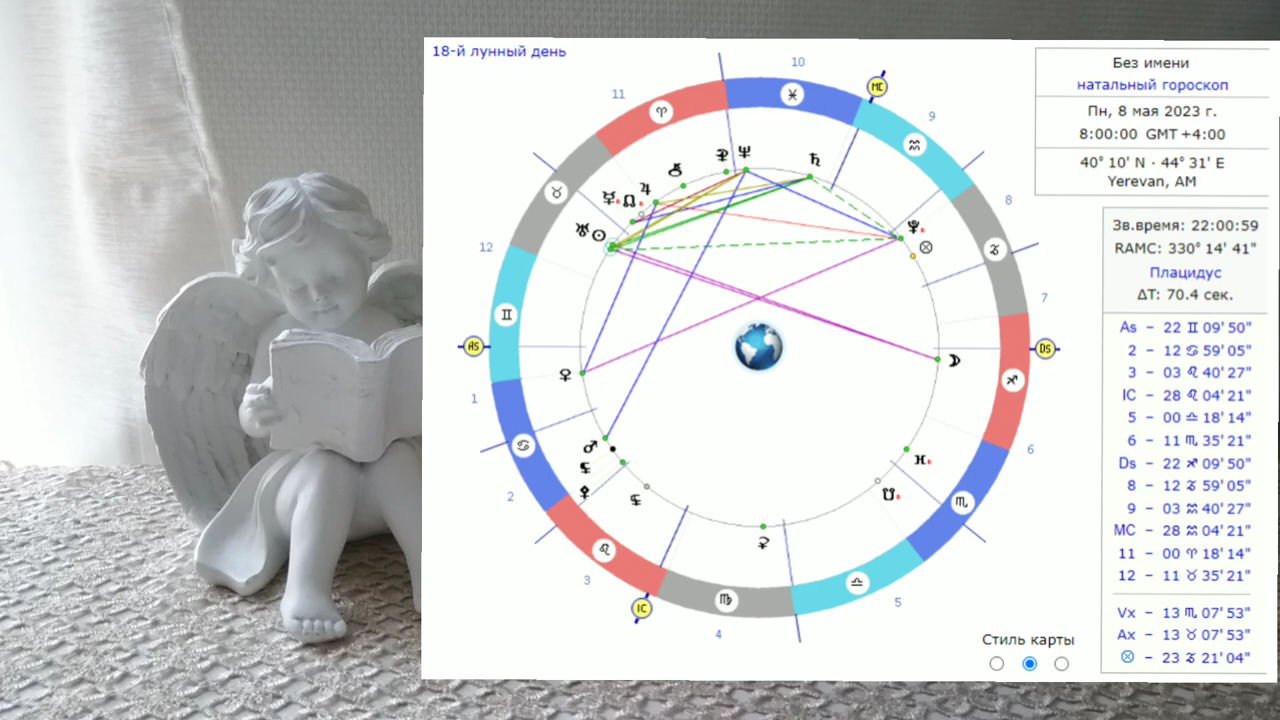 18-й лунный день
Без имени
натальный гороскоп
Пн, 8 мая 2023 г.
8:00:00 GMT+4:00
40° 10' N · 44° 31' E
Yerevan, AM
Зв.время: 22:00:59
RAMC: 330° 14' 41"
Плацидус
ΔT: 70.4 сек.
As – 22 ♊ 09' 50"
2 – 12 ♋ 59' 05"
3 – 03 ♌ 40' 27"
IC – 28 ♌ 04' 21"
5 – 00 ♎ 18' 14"
6 – 11 ♏ 35' 21"
Ds – 22 ♐ 09' 50"
8 – 12 ♑ 59' 05"
9 – 03 ♒ 40' 27"
MC – 28 ♒ 04' 21"
11 – 00 ♈ 18' 14"
12 – 11 ♉ 35' 21"
Vx – 13 ♏ 07' 53"
Ax – 13 ♉ 07' 53"
⊗ – 23 ♑ 21' 04"
10
11
MC
9
8
12
7
AS
DS
1
6
2
3
IC
5
4
Стиль карты